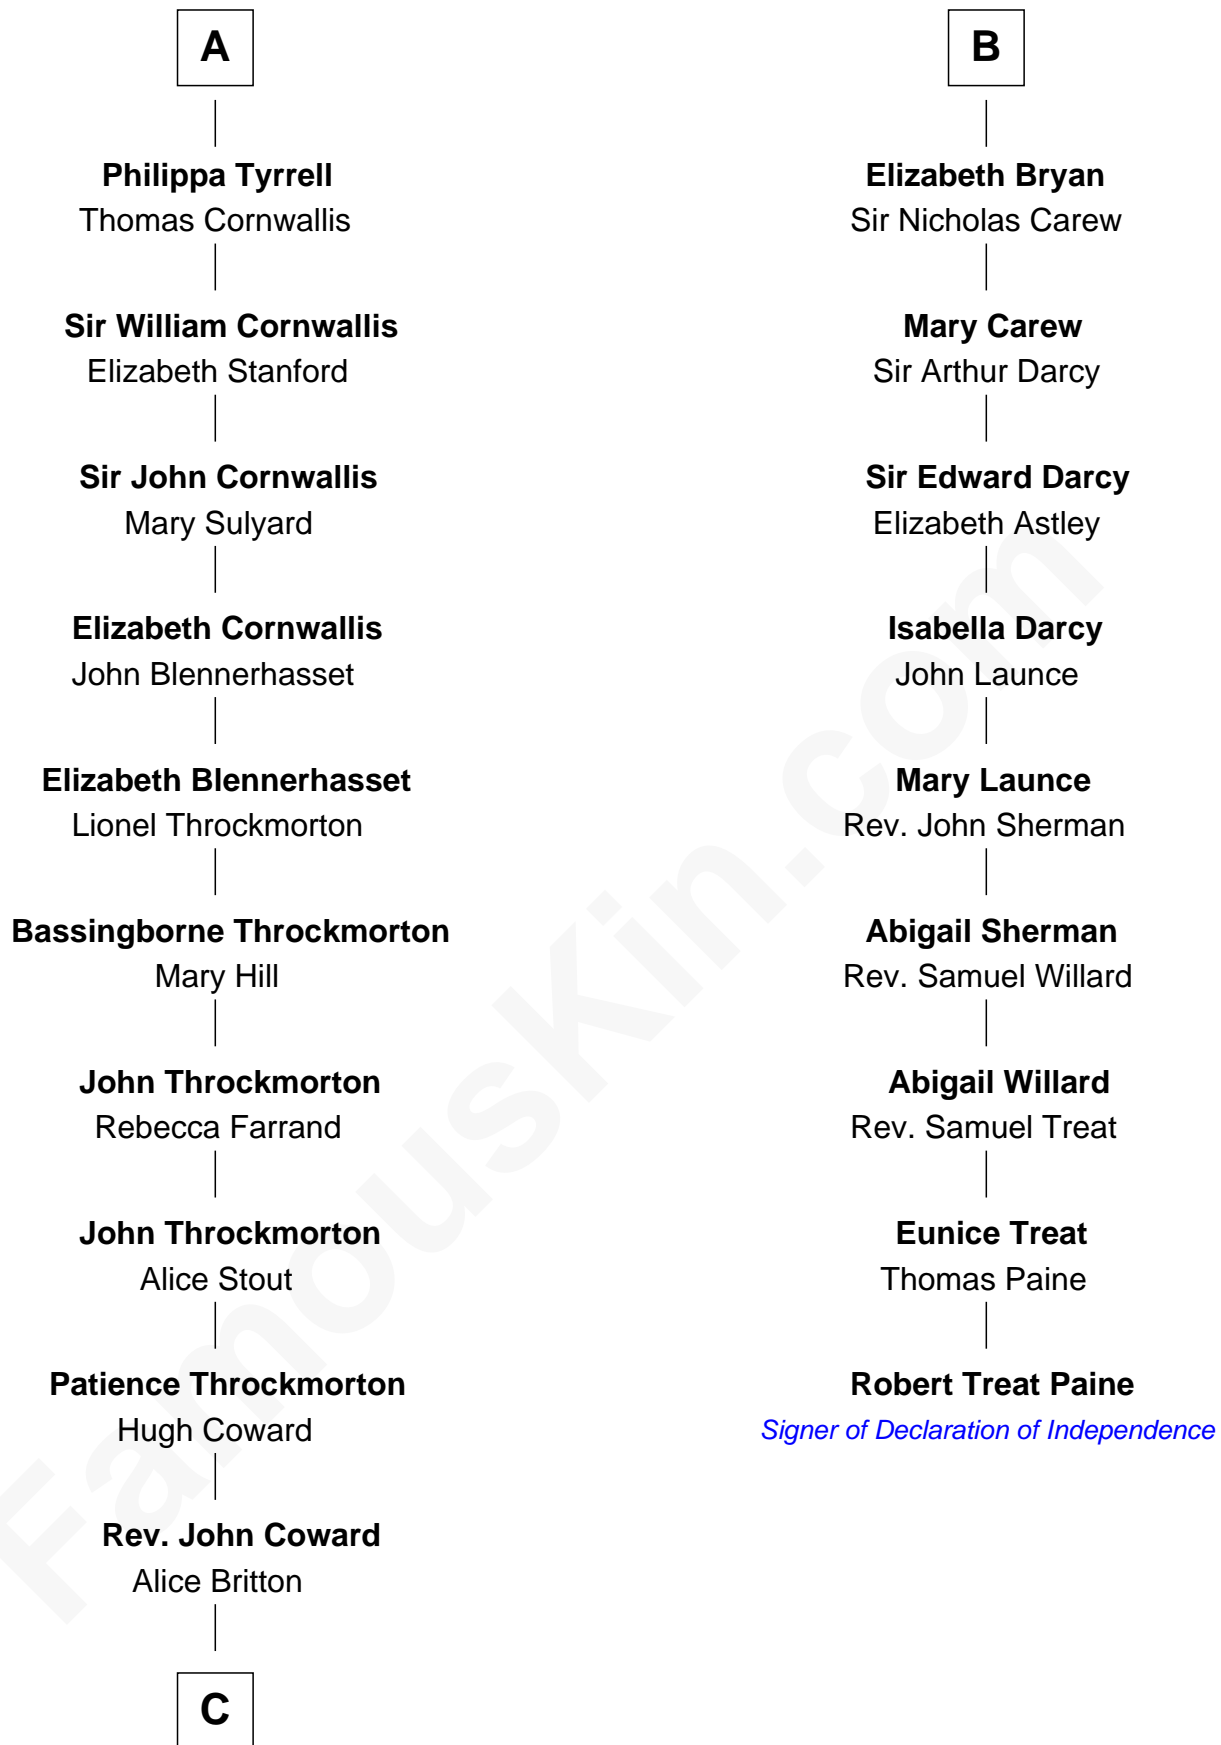 A
Philippa Tyrrell
Thomas Cornwallis
Sir William Cornwallis
Elizabeth Stanford
Sir John Cornwallis
Mary Sulyard
Elizabeth Cornwallis
John Blennerhasset
Elizabeth Blennerhasset
Lionel Throckmorton
Bassingborne Throckmorton
Mary Hill
John Throckmorton
Rebecca Farrand
John Throckmorton
Alice Stout
Patience Throckmorton
Hugh Coward
Rev. John Coward
Alice Britton
C
B
Elizabeth Bryan
Sir Nicholas Carew
Mary Carew
Sir Arthur Darcy
Sir Edward Darcy
Elizabeth Astley
Isabella Darcy
John Launce
Mary Launce
Rev. John Sherman
Abigail Sherman
Rev. Samuel Willard
Abigail Willard
Rev. Samuel Treat
Eunice Treat
Thomas Paine
Robert Treat Paine
Signer of Declaration of Independence
FamousKin.com